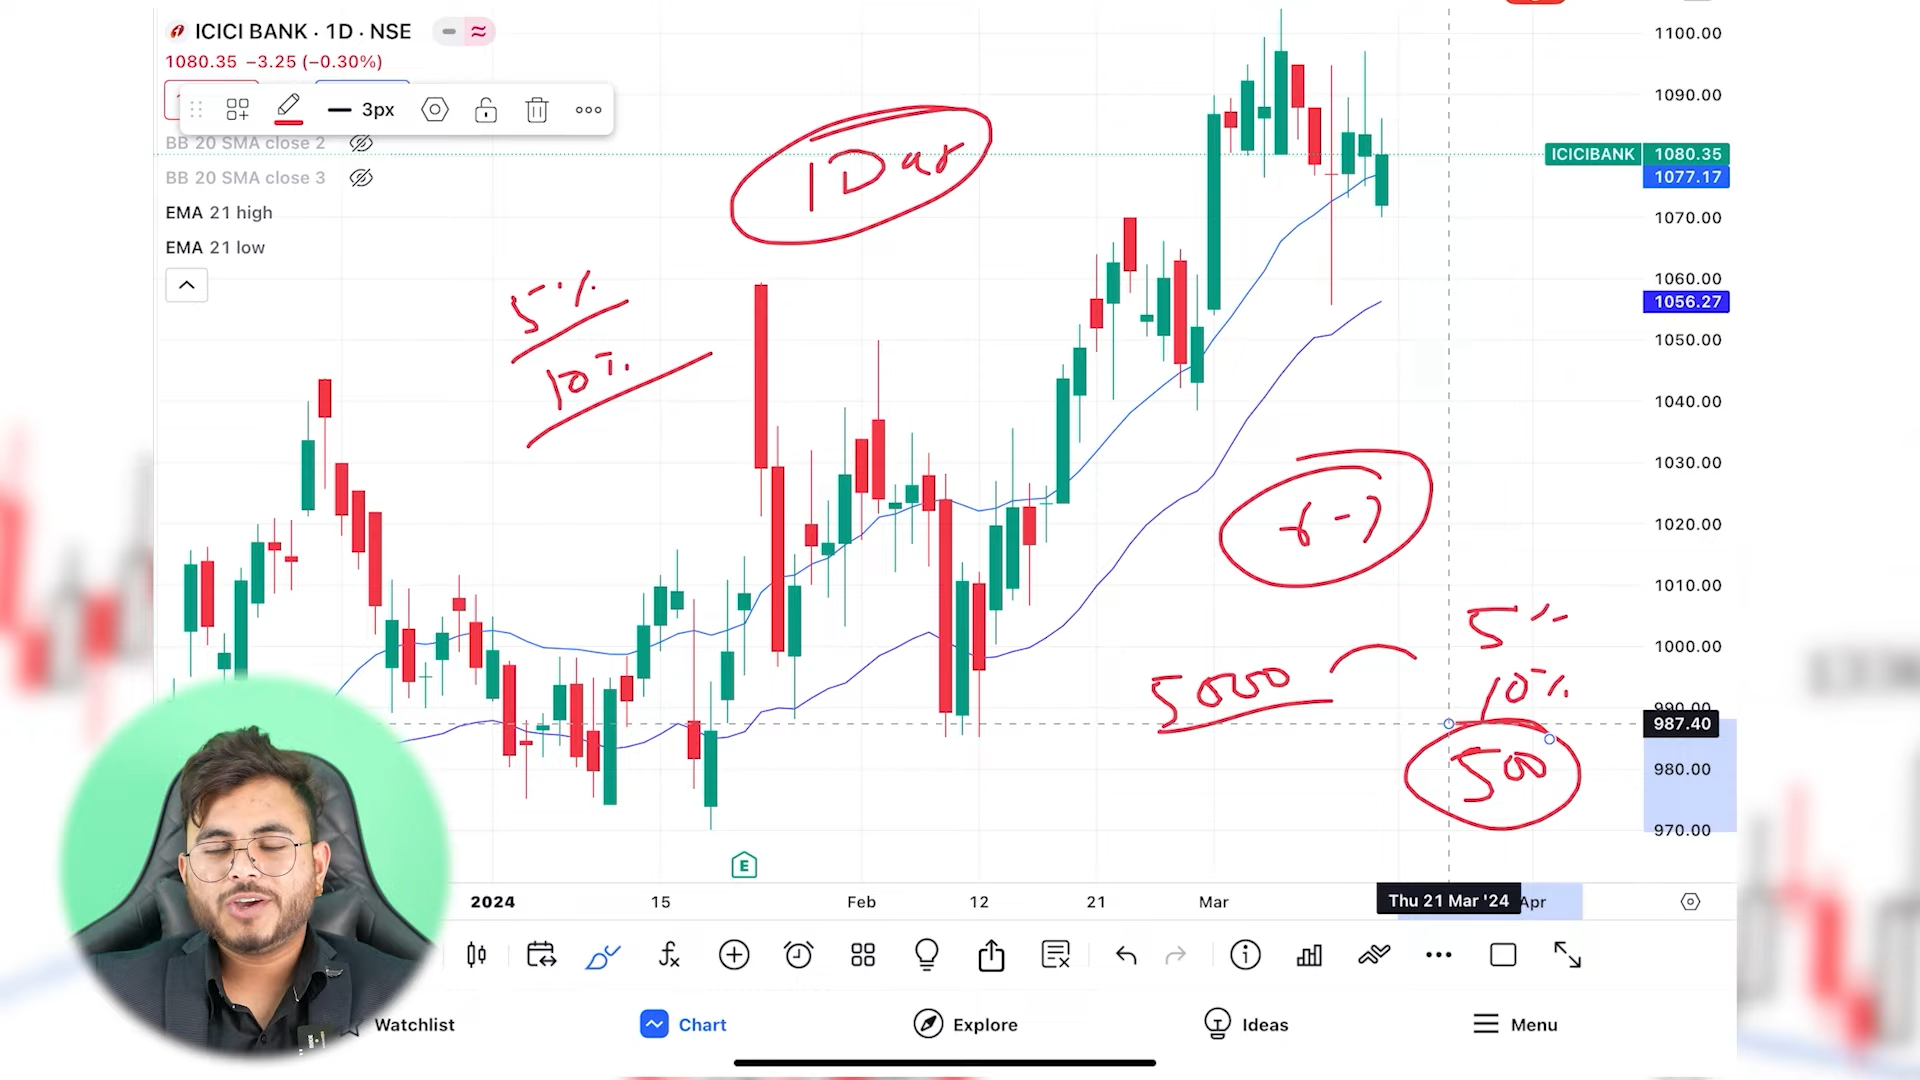 ICICI BANK · 1D · NSE
1080.35 −3.25 (−0.30%)
3px
BB 20 SMA close 2
BB 20 SMA close 3
EMA 21 high
EMA 21 low
5%
10%
1100.00
1090.00
ICICIBANK 1080.35
1077.17
1070.00
1060.00
1056.27
1050.00
1040.00
1030.00
1020.00
1010.00
1000.00
990.00
987.40
980.00
970.00
5%
10%
5000
500
E
2024 15 Feb 12 21 Mar Thu 21 Mar '24 Apr
Watchlist Chart Explore Ideas Menu